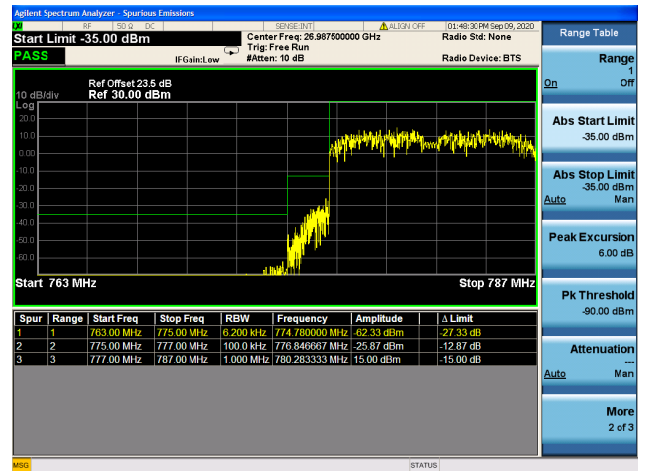 Agilent Spectrum Analyzer - Spurious Emissions
RF 50 Ω DC SENSE:INT ALIGN OFF 01:48:30PM Sep 09, 2020
Start Limit -35.00 dBm
Center Freq: 26.987500000 GHz
Radio Std: None
Trig: Free Run
PASS
IFGain:Low
#Atten: 10 dB
Radio Device: BTS
Ref Offset 23.5 dB
10 dB/div Ref 30.00 dBm
Log
20.0
10.0
0.00
-10.0
-20.0
-30.0
-40.0
-50.0
-60.0
Start 763 MHz
Stop 787 MHz
Spur Range Start Freq Stop Freq RBW Frequency Amplitude Δ Limit
1 1 763.00 MHz 775.00 MHz 6.200 kHz 774.780000 MHz -62.33 dBm -27.33 dB
2 2 775.00 MHz 777.00 MHz 100.0 kHz 776.846667 MHz -25.87 dBm -12.87 dB
3 3 777.00 MHz 787.00 MHz 1.000 MHz 780.283333 MHz 15.00 dBm -15.00 dB
MSG
STATUS
Range Table
Range
1
On Off
Abs Start Limit
-35.00 dBm
Abs Stop Limit
-35.00 dBm
Auto Man
Peak Excursion
6.00 dB
Pk Threshold
-90.00 dBm
Attenuation
---
Auto Man
More
2 of 3